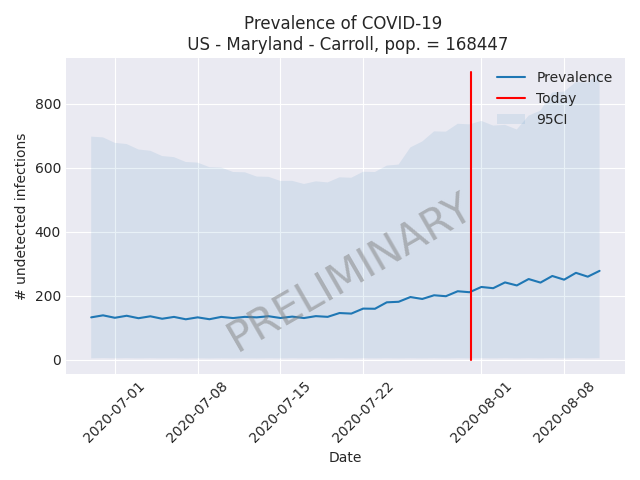 Prevalence of COVID-19
US - Maryland - Carroll, pop. = 168447
Prevalence
Today
95CI
800
600
400
200
0
# undetected infections
PRELIMINARY
2020-07-01
2020-07-08
2020-07-15
2020-07-22
2020-08-01
2020-08-08
Date